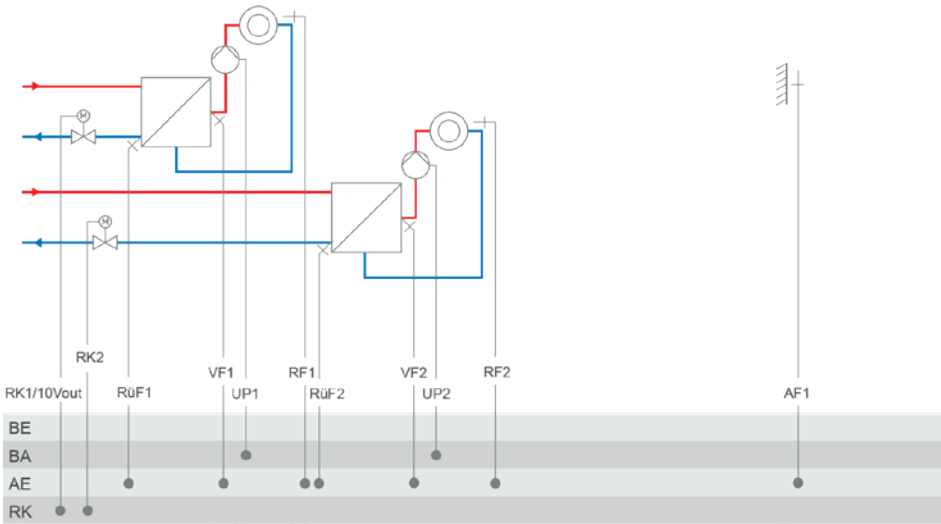 M
M
RK2
VF1
RF1
VF2
RF2
RK1/10Vout
RüF1
UP1
RüF2
UP2
AF1
BE
BA
AE
RK